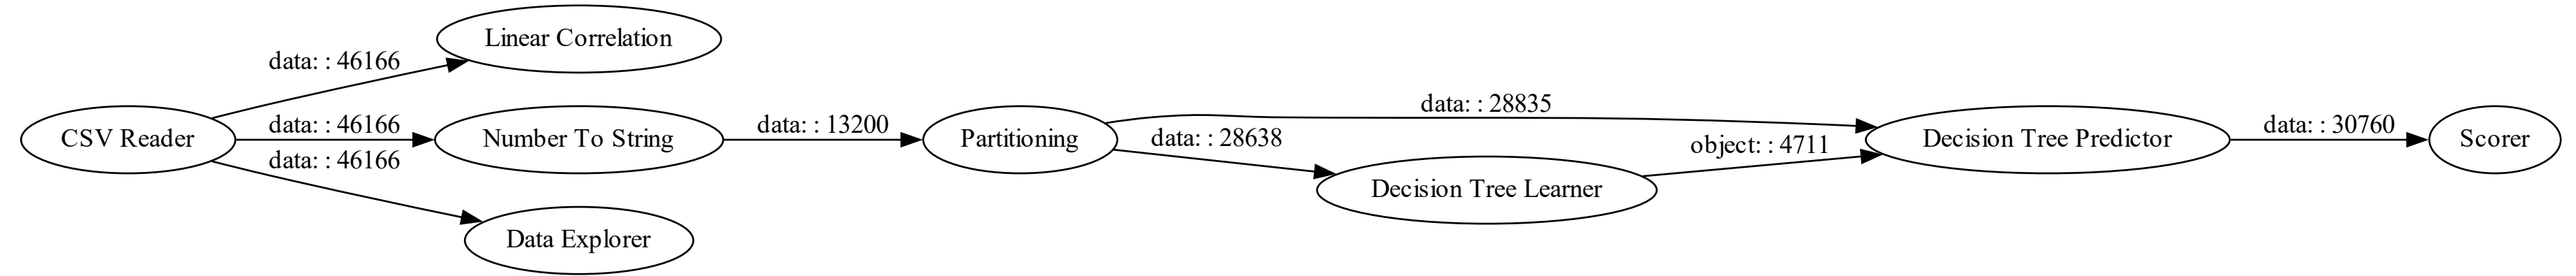 Linear Correlation
data: : 46166
CSV Reader
data: : 46166
Number To String
data: : 46166
Data Explorer
data: : 13200
Partitioning
data: : 28835
data: : 28638
Decision Tree Learner
object: : 4711
Decision Tree Predictor
data: : 30760
Scorer